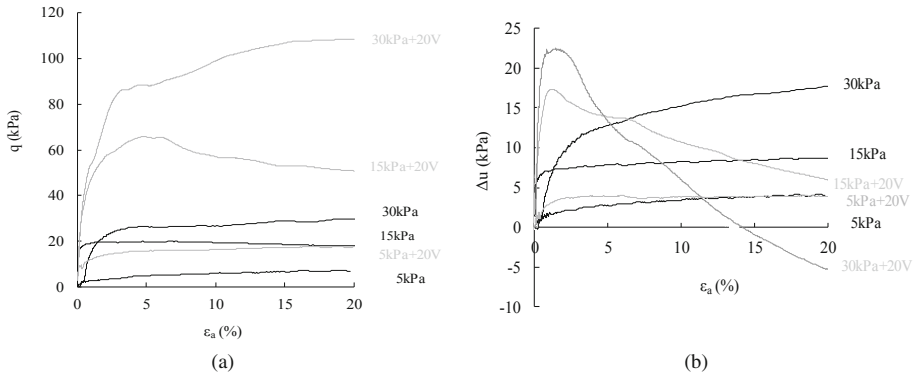 120
100
80
60
40
20
0
q (kPa)
0 5 10 15 20
εa (%)
30kPa+20V
15kPa+20V
30kPa
15kPa
5kPa+20V
5kPa
(a)
25
20
15
10
5
0
-5
-10
Δu (kPa)
0 5 10 15 20
εa (%)
30kPa
15kPa
15kPa+20V
5kPa+20V
5kPa
30kPa+20V
(b)